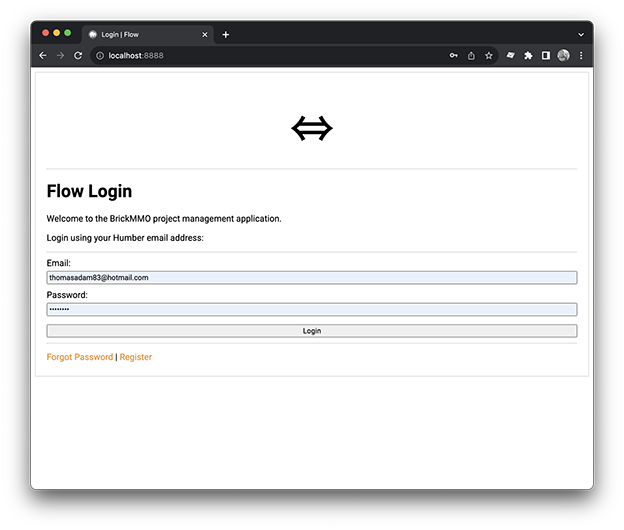 Login | Flow
localhost:8888
Flow Login
Welcome to the BrickMMO project management application.
Login using your Humber email address:
Email:
thomasadam83@hotmail.com
Password:
••••••••
Login
Forgot Password | Register